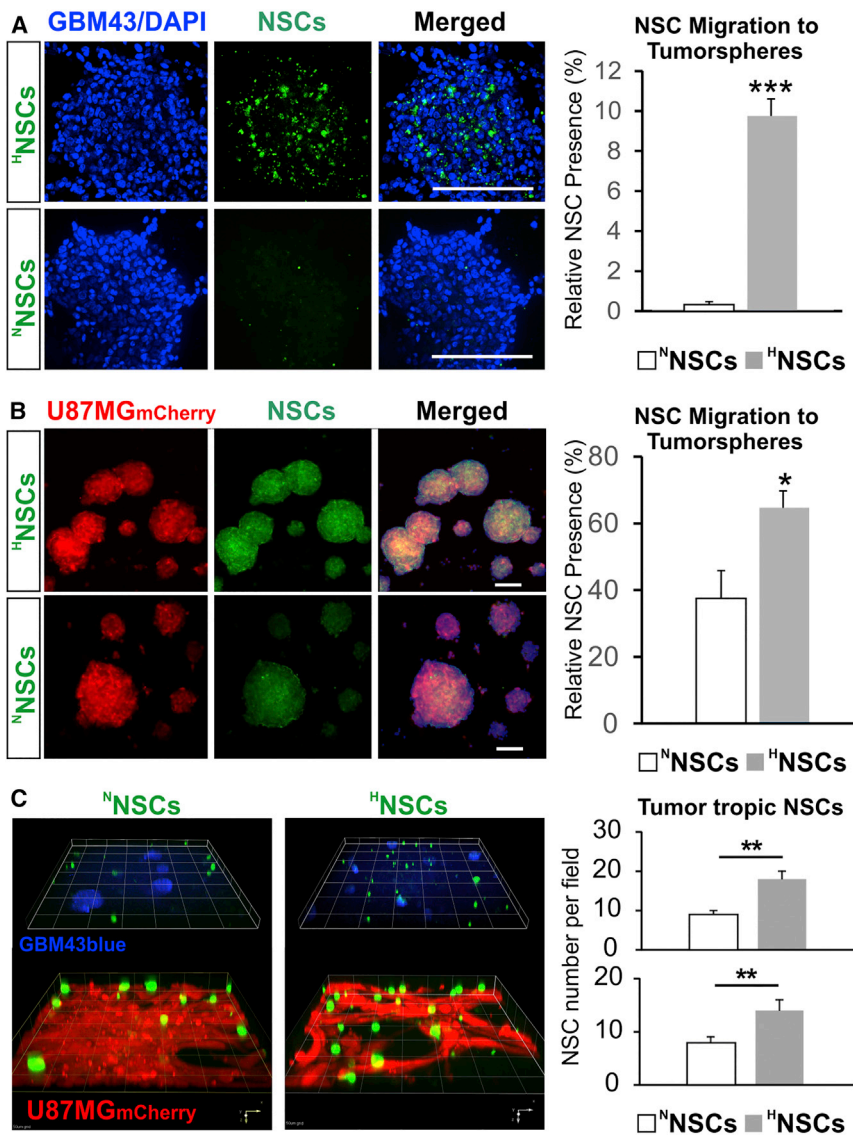 A
GBM43/DAPI NSCs Merged
HNSCs
NNSCs
NSC Migration to
Tumorspheres
Relative NSC Presence (%)
12
10
8
6
4
2
0
***
NNSCs HNSCs
B
U87MGmCherry NSCs Merged
HNSCs
NNSCs
NSC Migration to
Tumorspheres
Relative NSC Presence (%)
80
60
40
20
0
*
NNSCs HNSCs
C
NNSCs HNSCs
GBM43blue
U87MGmCherry
Tumor tropic NSCs
NSC number per field
30
20
10
0
**
20
10
0
**
NNSCs HNSCs